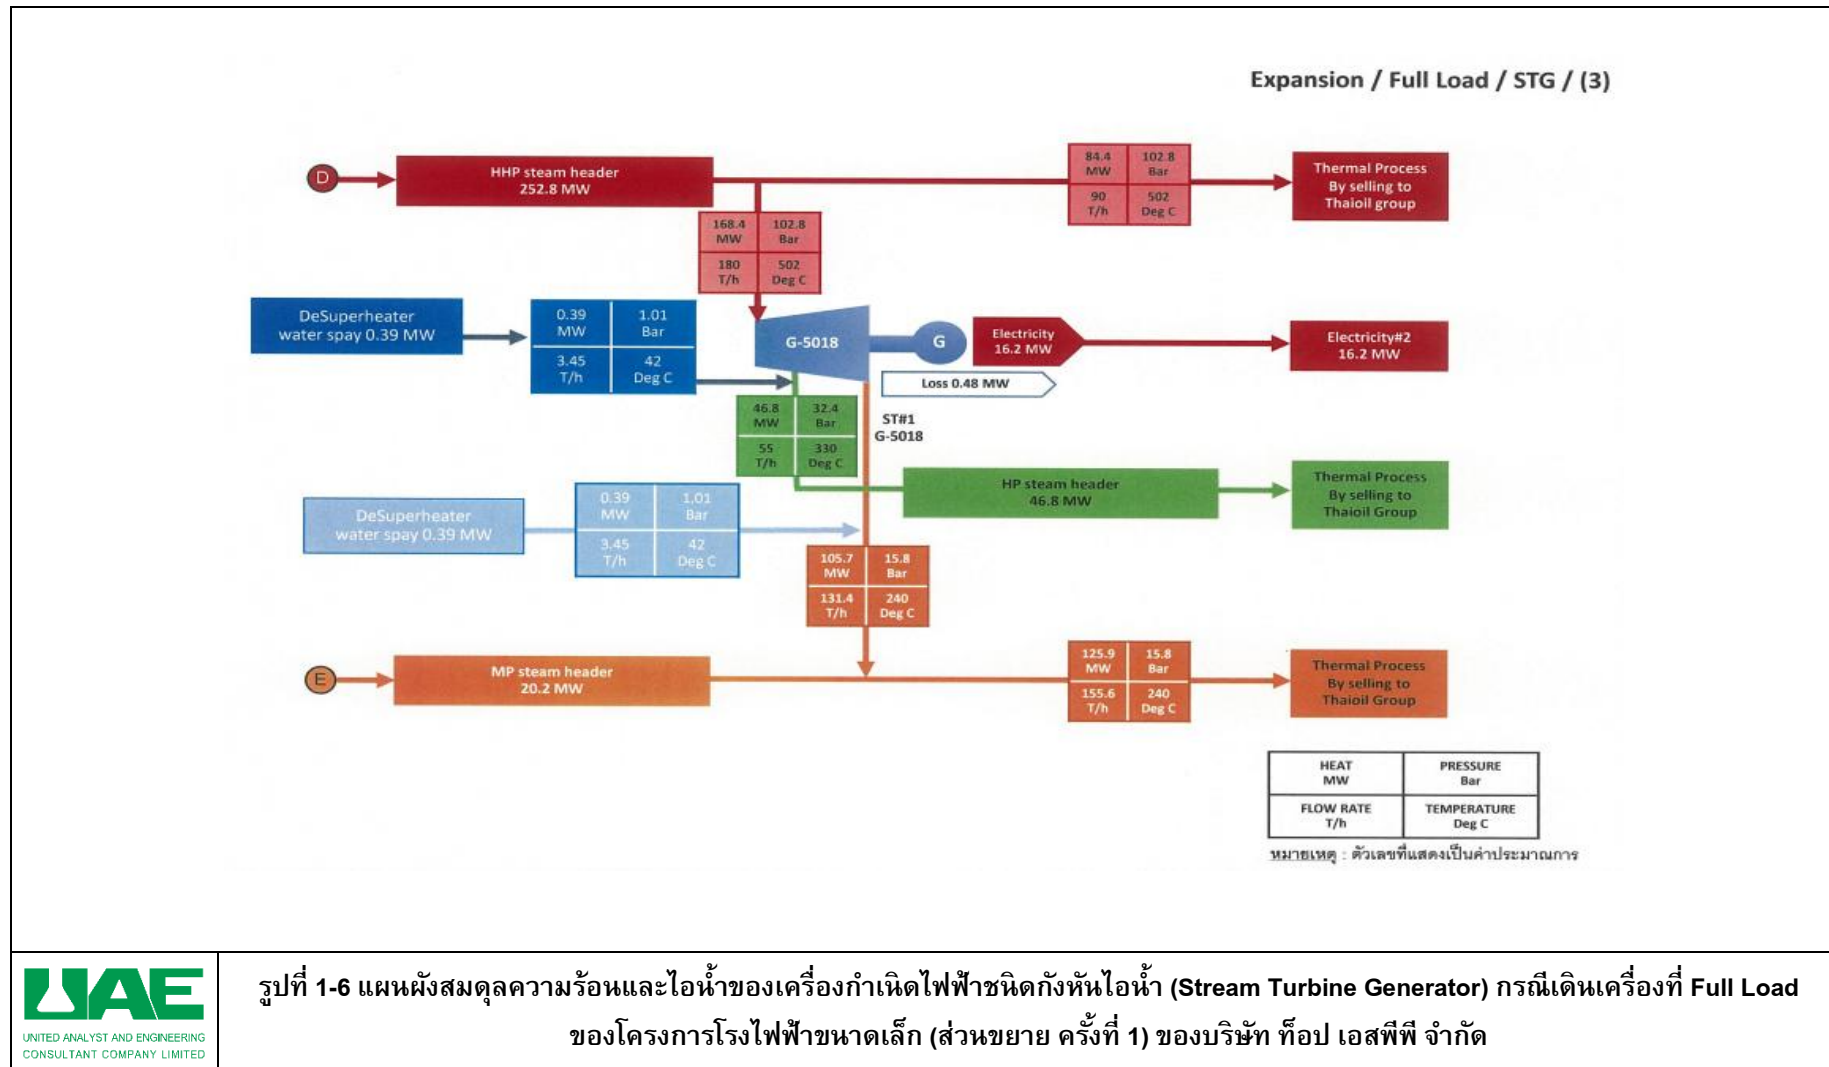 Expansion / Full Load / STG / (3)
D
HHP steam header
252.8 MW
84.4
MW
102.8
Bar
90
T/h
502
Deg C
Thermal Process
By selling to
Thaioil group
168.4
MW
102.8
Bar
180
T/h
502
Deg C
DeSuperheater
water spay 0.39 MW
0.39
MW
1.01
Bar
3.45
T/h
42
Deg C
G-5018
G
Electricity
16.2 MW
Electricity#2
16.2 MW
Loss 0.48 MW
ST#1
G-5018
46.8
MW
32.4
Bar
55
T/h
330
Deg C
HP steam header
46.8 MW
Thermal Process
By selling to
Thaioil Group
DeSuperheater
water spay 0.39 MW
0.39
MW
1.01
Bar
3.45
T/h
42
Deg C
105.7
MW
15.8
Bar
131.4
T/h
240
Deg C
E
MP steam header
20.2 MW
125.9
MW
15.8
Bar
155.6
T/h
240
Deg C
Thermal Process
By selling to
Thaioil Group
HEAT
MW
PRESSURE
Bar
FLOW RATE
T/h
TEMPERATURE
Deg C
หมายเหตุ : ตัวเลขที่แสดงเป็นค่าประมาณการ
UAE
UNITED ANALYST AND ENGINEERING
CONSULTANT COMPANY LIMITED
รูปที่ 1-6 แผนผังสมดุลความร้อนและไอน้ำของเครื่องกำเนิดไฟฟ้าชนิดกังหันไอน้ำ (Stream Turbine Generator) กรณีเดินเครื่องที่ Full Load
ของโครงการโรงไฟฟ้าขนาดเล็ก (ส่วนขยาย ครั้งที่ 1) ของบริษัท ท็อป เอสพีพี จำกัด